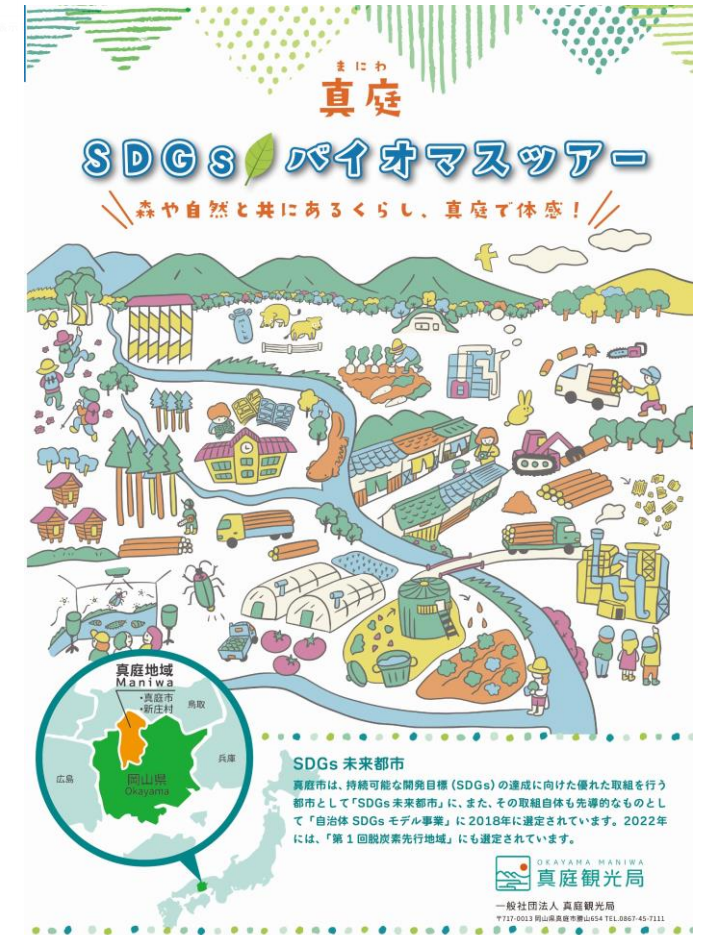 まにわ
真庭
SDGsバイオマスツアー
森や自然と共にあるくらし、真庭で体感！
真庭地域
Maniwa
・真庭市
・新庄村
鳥取
兵庫
広島
岡山県
Okayama
SDGs 未来都市
真庭市は、持続可能な開発目標（SDGs）の達成に向けた優れた取組を行う
都市として「SDGs未来都市」に、また、その取組自体も先導的なものとし
て「自治体 SDGs モデル事業」に 2018年に選定されています。2022年
には、「第 1 回脱炭素先行地域」にも選定されています。
OKAYAMA MANIWA
真庭観光局
一般社団法人 真庭観光局
〒717-0013 岡山県真庭市勝山654 TEL.0867-45-7111